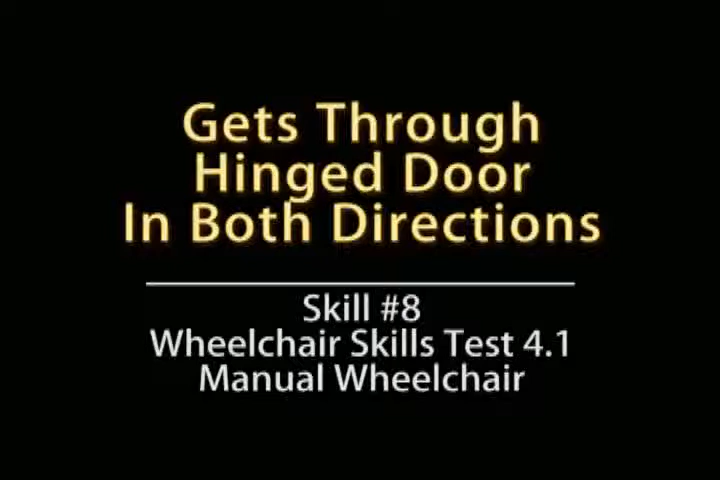 Gets Through
Hinged Door
In Both Directions
Skill #8
Wheelchair Skills Test 4.1
Manual Wheelchair